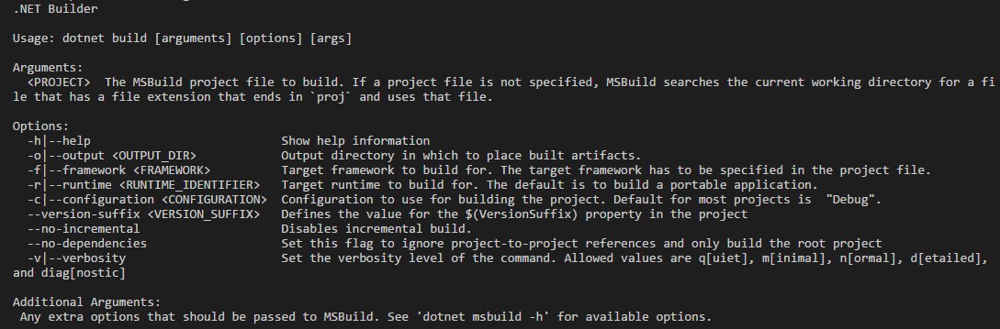 .NET Builder
Usage: dotnet build [arguments] [options] [args]
Arguments:
<PROJECT>  The MSBuild project file to build. If a project file is not specified, MSBuild searches the current working directory for a fi
le that has a file extension that ends in `proj` and uses that file.
Options:
-h|--help                           Show help information
-o|--output <OUTPUT_DIR>            Output directory in which to place built artifacts.
-f|--framework <FRAMEWORK>          Target framework to build for. The target framework has to be specified in the project file.
-r|--runtime <RUNTIME_IDENTIFIER>   Target runtime to build for. The default is to build a portable application.
-c|--configuration <CONFIGURATION>  Configuration to use for building the project. Default for most projects is  "Debug".
--version-suffix <VERSION_SUFFIX>   Defines the value for the $(VersionSuffix) property in the project
--no-incremental                    Disables incremental build.
--no-dependencies                   Set this flag to ignore project-to-project references and only build the root project
-v|--verbosity                      Set the verbosity level of the command. Allowed values are q[uiet], m[inimal], n[ormal], d[etailed],
and diag[nostic]
Additional Arguments:
Any extra options that should be passed to MSBuild. See 'dotnet msbuild -h' for available options.